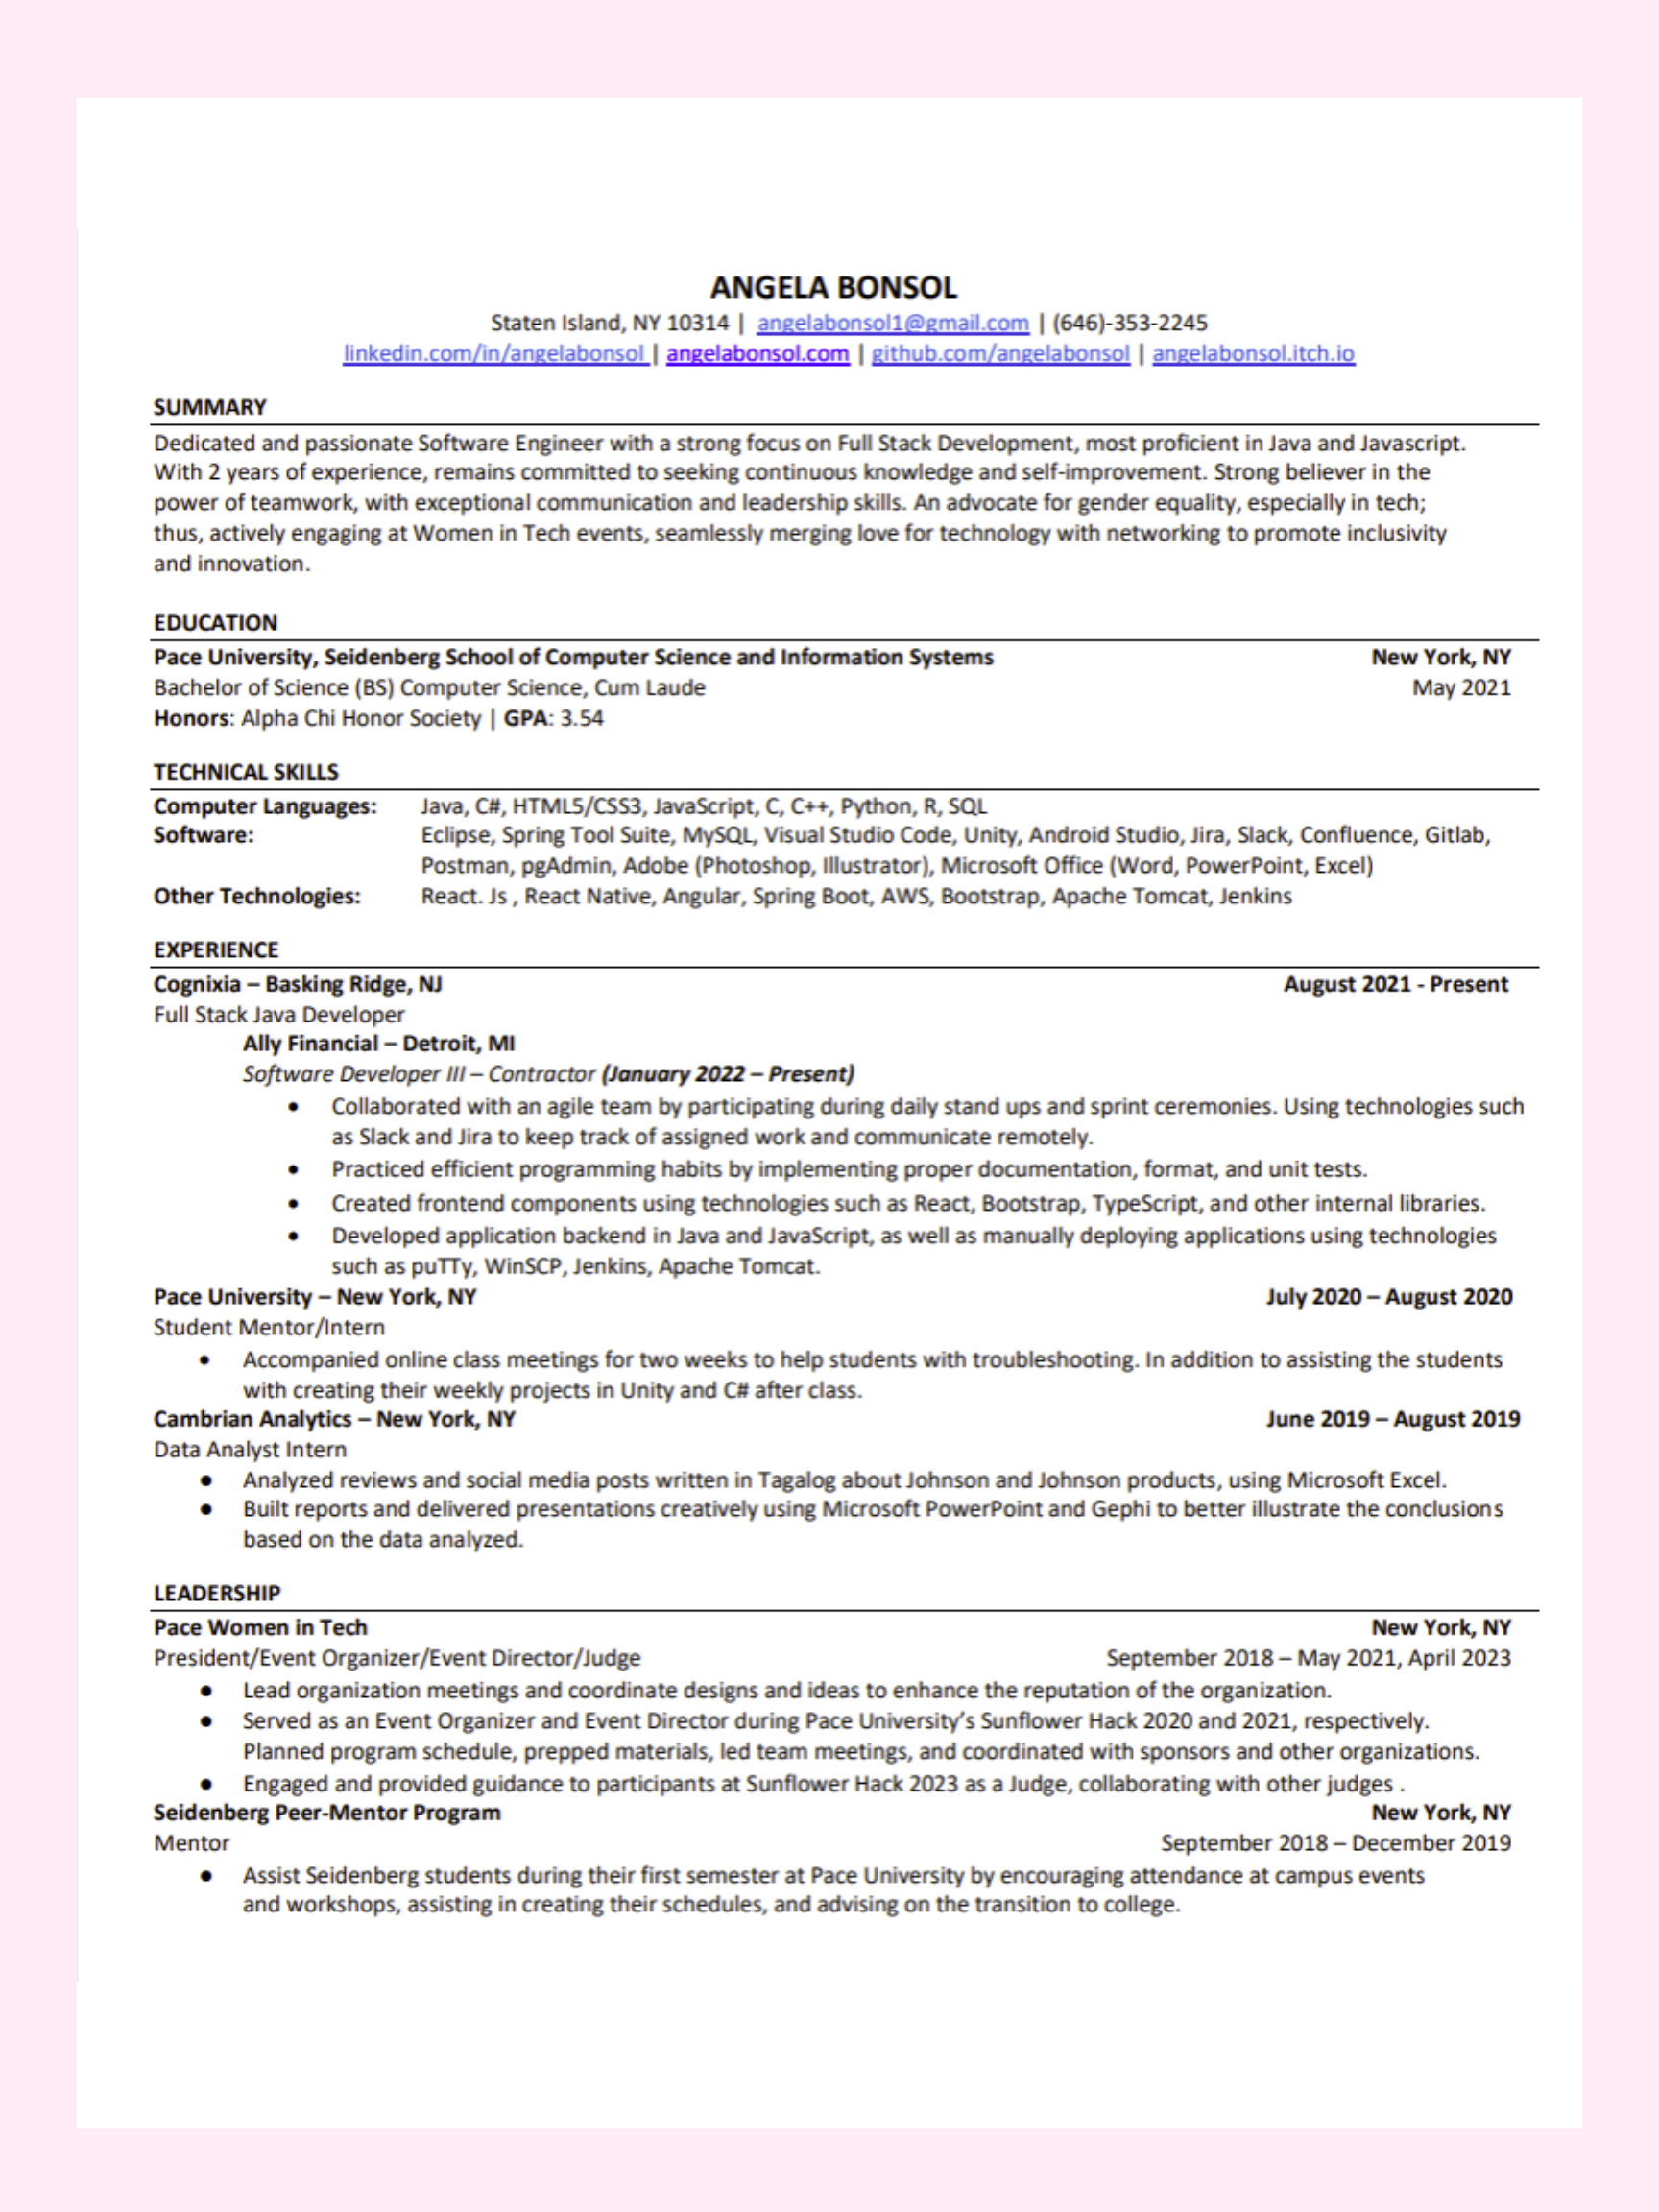 ANGELA BONSOL
Staten Island, NY 10314 | angelabonsol1@gmail.com | (646)-353-2245
linkedin.com/in/angelabonsol | angelabonsol.com | github.com/angelabonsol | angelabonsol.itch.io
SUMMARY
Dedicated and passionate Software Engineer with a strong focus on Full Stack Development, most proficient in Java and Javascript.
With 2 years of experience, remains committed to seeking continuous knowledge and self-improvement. Strong believer in the
power of teamwork, with exceptional communication and leadership skills. An advocate for gender equality, especially in tech;
thus, actively engaging at Women in Tech events, seamlessly merging love for technology with networking to promote inclusivity
and innovation.
EDUCATION
Pace University, Seidenberg School of Computer Science and Information Systems New York, NY
Bachelor of Science (BS) Computer Science, Cum Laude May 2021
Honors: Alpha Chi Honor Society | GPA: 3.54
TECHNICAL SKILLS
Computer Languages: Java, C#, HTML5/CSS3, JavaScript, C, C++, Python, R, SQL
Software: Eclipse, Spring Tool Suite, MySQL, Visual Studio Code, Unity, Android Studio, Jira, Slack, Confluence, Gitlab,
Postman, pgAdmin, Adobe (Photoshop, Illustrator), Microsoft Office (Word, PowerPoint, Excel)
Other Technologies: React. Js , React Native, Angular, Spring Boot, AWS, Bootstrap, Apache Tomcat, Jenkins
EXPERIENCE
Cognixia – Basking Ridge, NJ August 2021 - Present
Full Stack Java Developer
Ally Financial – Detroit, MI
Software Developer III – Contractor (January 2022 – Present)
• Collaborated with an agile team by participating during daily stand ups and sprint ceremonies. Using technologies such
as Slack and Jira to keep track of assigned work and communicate remotely.
• Practiced efficient programming habits by implementing proper documentation, format, and unit tests.
• Created frontend components using technologies such as React, Bootstrap, TypeScript, and other internal libraries.
• Developed application backend in Java and JavaScript, as well as manually deploying applications using technologies
such as puTTy, WinSCP, Jenkins, Apache Tomcat.
Pace University – New York, NY July 2020 – August 2020
Student Mentor/Intern
• Accompanied online class meetings for two weeks to help students with troubleshooting. In addition to assisting the students
with creating their weekly projects in Unity and C# after class.
Cambrian Analytics – New York, NY June 2019 – August 2019
Data Analyst Intern
• Analyzed reviews and social media posts written in Tagalog about Johnson and Johnson products, using Microsoft Excel.
• Built reports and delivered presentations creatively using Microsoft PowerPoint and Gephi to better illustrate the conclusions
based on the data analyzed.
LEADERSHIP
Pace Women in Tech New York, NY
President/Event Organizer/Event Director/Judge September 2018 – May 2021, April 2023
• Lead organization meetings and coordinate designs and ideas to enhance the reputation of the organization.
• Served as an Event Organizer and Event Director during Pace University’s Sunflower Hack 2020 and 2021, respectively.
Planned program schedule, prepped materials, led team meetings, and coordinated with sponsors and other organizations.
• Engaged and provided guidance to participants at Sunflower Hack 2023 as a Judge, collaborating with other judges .
Seidenberg Peer-Mentor Program New York, NY
Mentor September 2018 – December 2019
• Assist Seidenberg students during their first semester at Pace University by encouraging attendance at campus events
and workshops, assisting in creating their schedules, and advising on the transition to college.